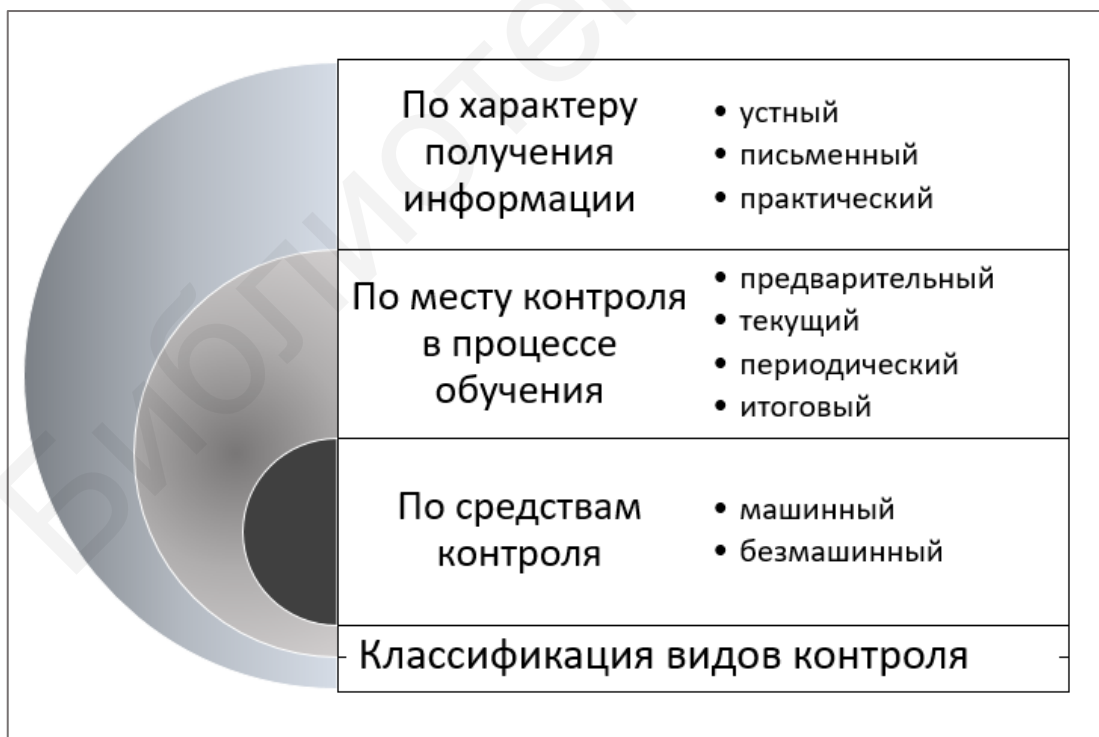 По характеру
получения
информации
• устный
• письменный
• практический
По месту контроля
в процессе
обучения
• предварительный
• текущий
• периодический
• итоговый
По средствам
контроля
• машинный
• безмашинный
Классификация видов контроля